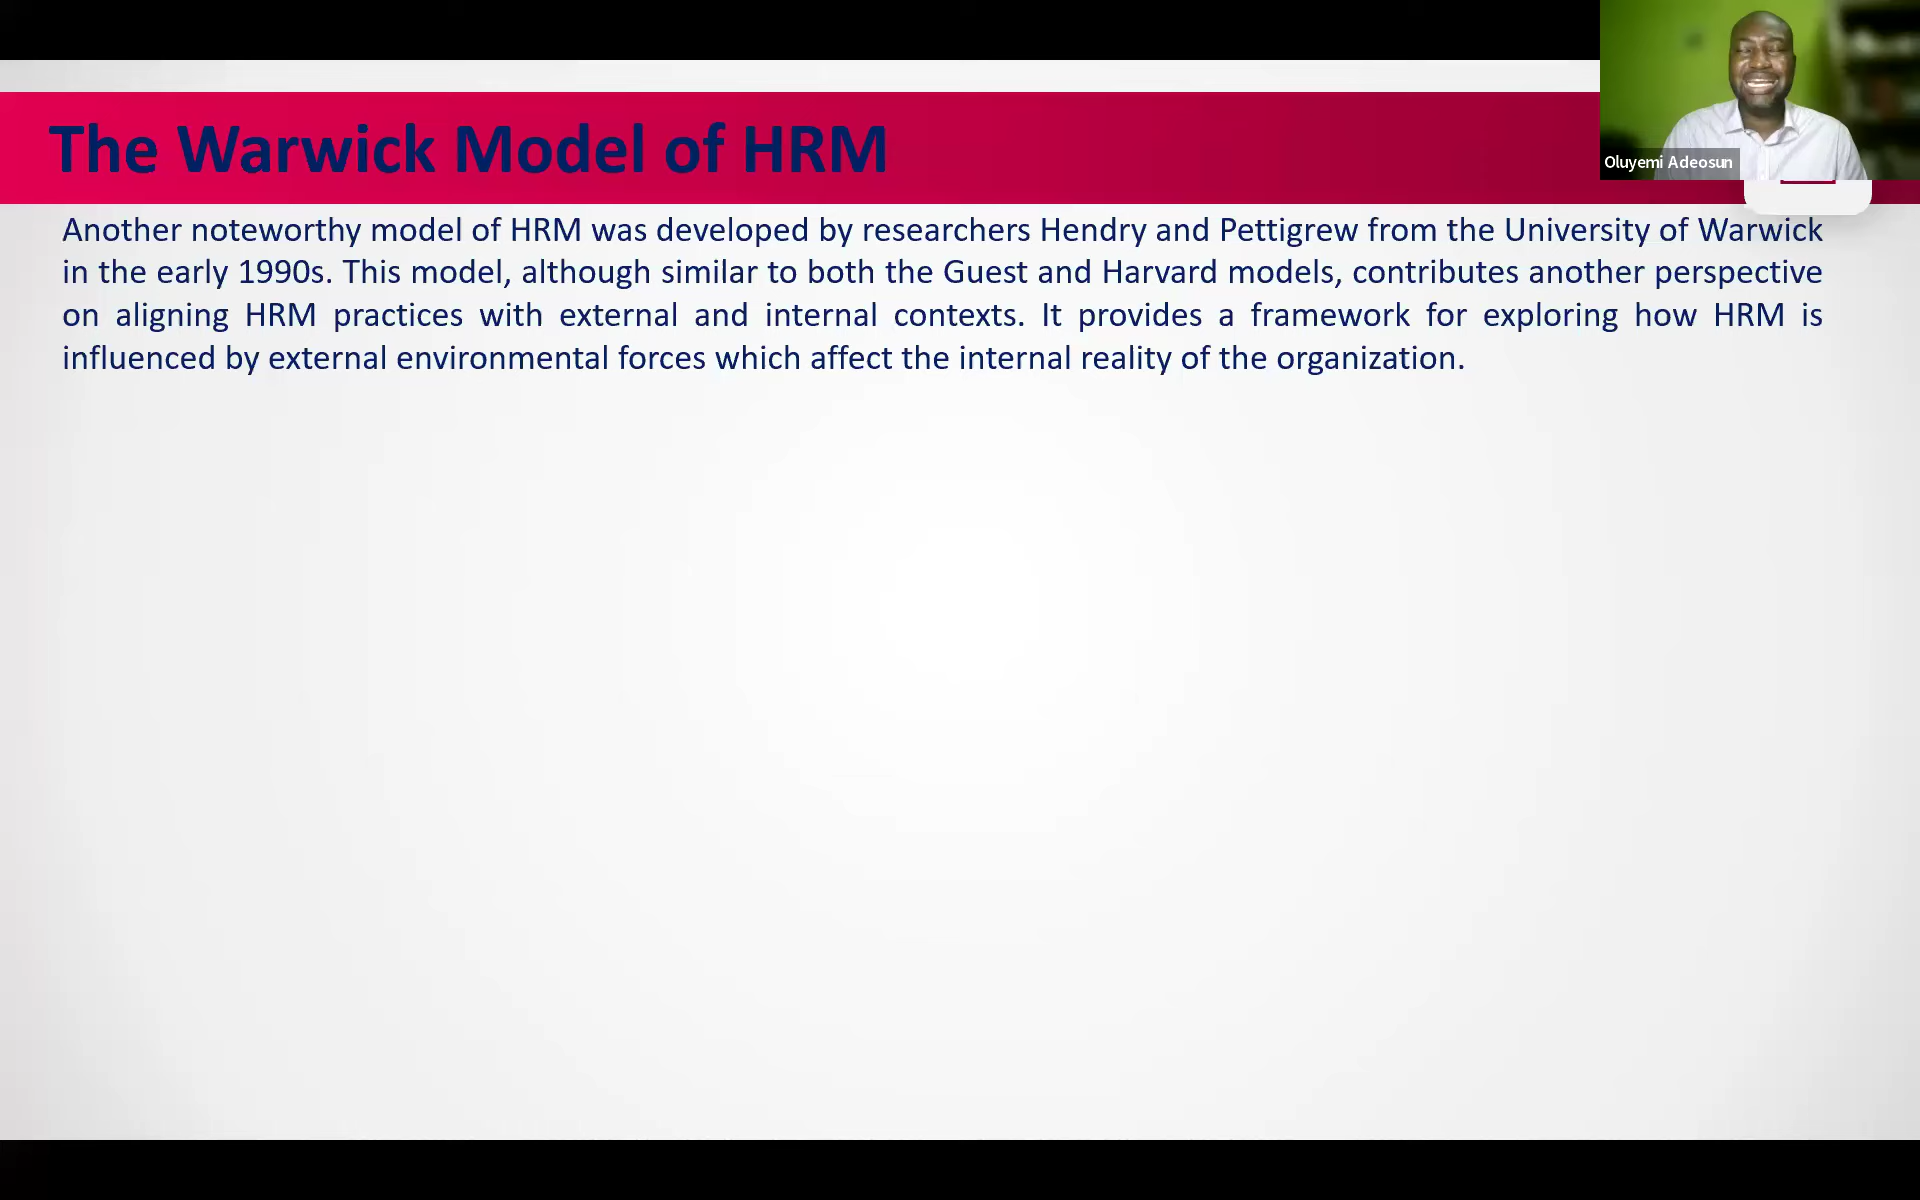 The Warwick Model of HRM
Oluyemi Adeosun
Another noteworthy model of HRM was developed by researchers Hendry and Pettigrew from the University of Warwick
in the early 1990s. This model, although similar to both the Guest and Harvard models, contributes another perspective
on aligning HRM practices with external and internal contexts. It provides a framework for exploring how HRM is
influenced by external environmental forces which affect the internal reality of the organization.